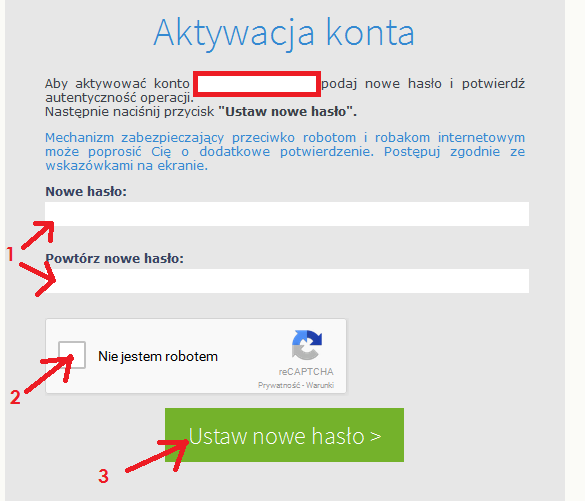 Aktywacja konta
Aby aktywować konto podaj nowe hasło i potwierdź
autentyczność operacji.
Następnie naciśnij przycisk "Ustaw nowe hasło".
Mechanizm zabezpieczający przeciwko robotom i robakom internetowym
może poprosić Cię o dodatkowe potwierdzenie. Postępuj zgodnie ze
wskazówkami na ekranie.
Nowe hasło:
1
Powtórz nowe hasło:
Nie jestem robotem
reCAPTCHA
Prywatność - Warunki
2
Ustaw nowe hasło >
3